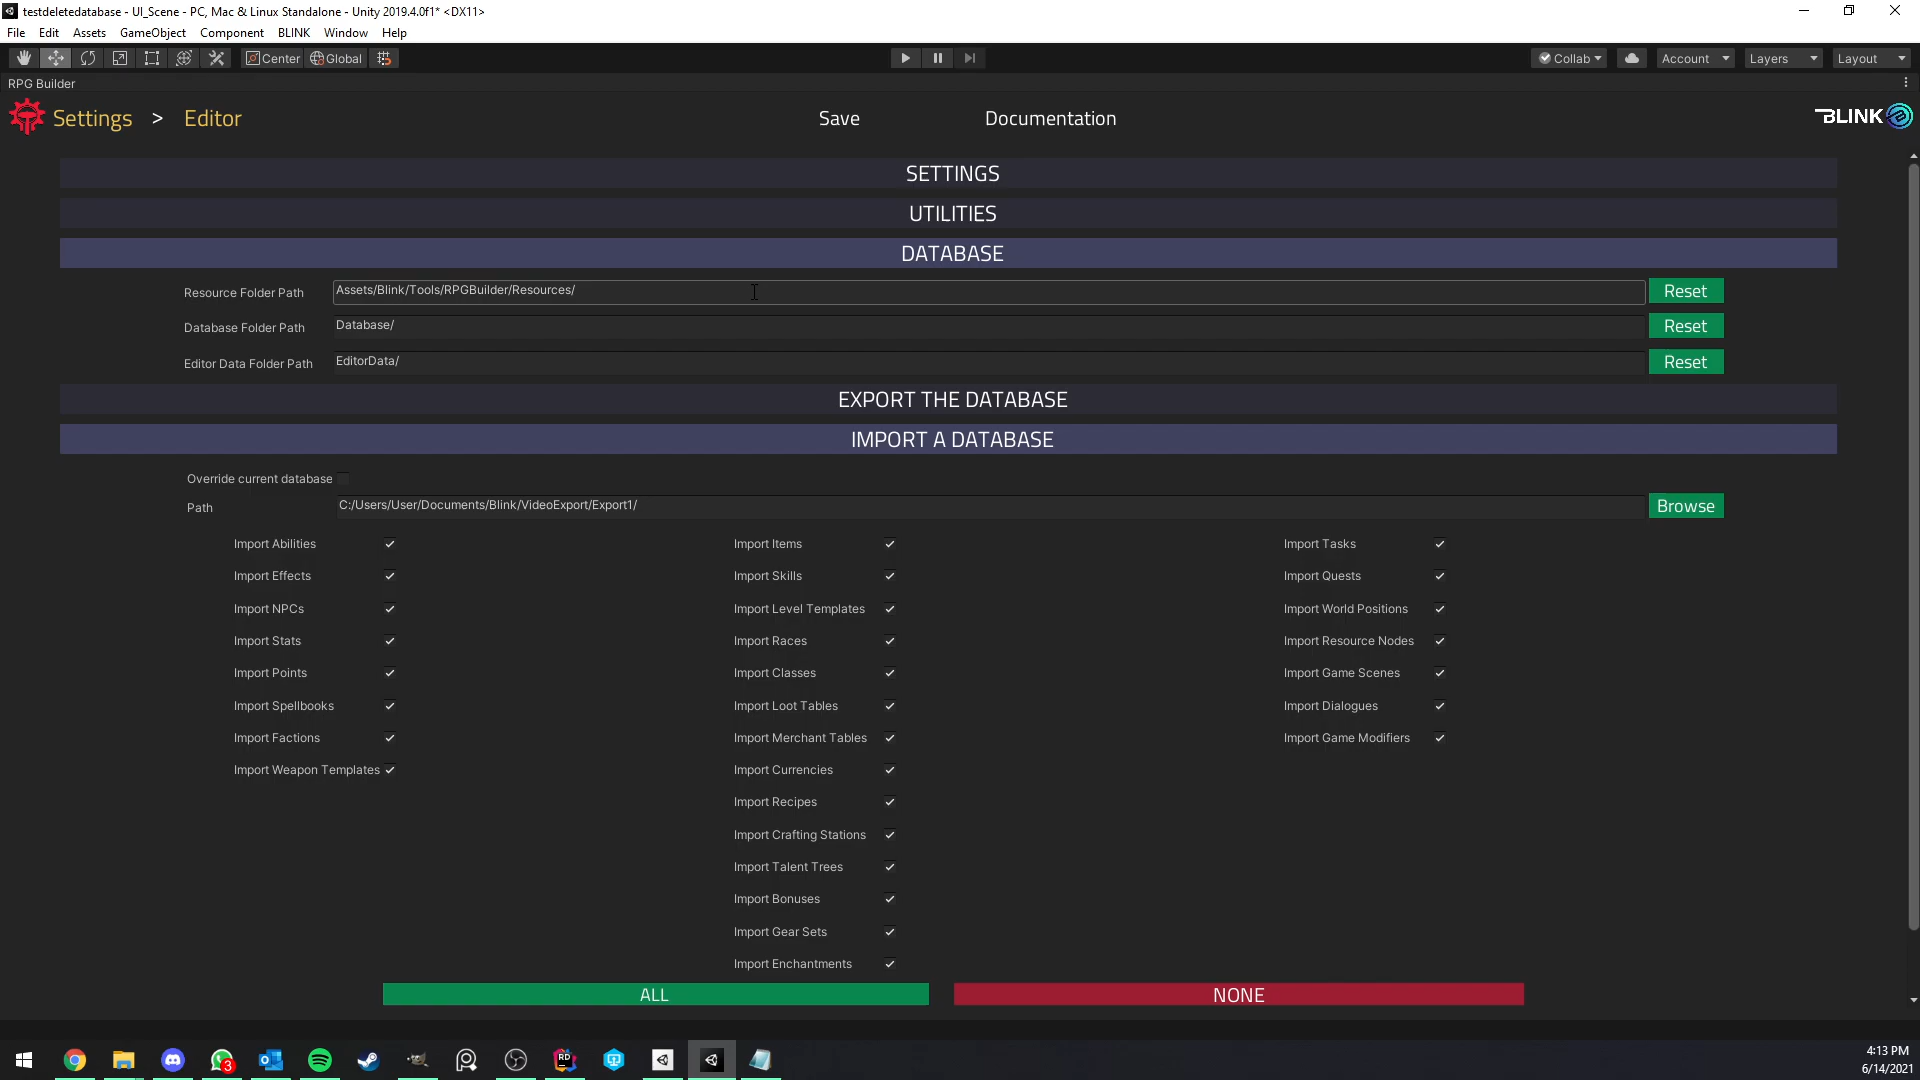 testdeletedatabase - UI_Scene - PC, Mac & Linux Standalone - Unity 2019.4.0f1* <DX11>
File Edit Assets GameObject Component BLINK Window Help
Center Global Collab Account Layers Layout
RPG Builder
Settings > Editor Save Documentation BLINK
SETTINGS
UTILITIES
DATABASE
Resource Folder Path Assets/Blink/Tools/RPGBuilder/Resources/ Reset
Database Folder Path Database/ Reset
Editor Data Folder Path EditorData/ Reset
EXPORT THE DATABASE
IMPORT A DATABASE
Override current database
Path C:/Users/User/Documents/Blink/VideoExport/Export1/ Browse
Import Abilities Import Items Import Tasks
Import Effects Import Skills Import Quests
Import NPCs Import Level Templates Import World Positions
Import Stats Import Races Import Resource Nodes
Import Points Import Classes Import Game Scenes
Import Spellbooks Import Loot Tables Import Dialogues
Import Factions Import Merchant Tables Import Game Modifiers
Import Weapon Templates Import Currencies
Import Recipes
Import Crafting Stations
Import Talent Trees
Import Bonuses
Import Gear Sets
Import Enchantments
ALL NONE
3 RD 4:13 PM
6/14/2021